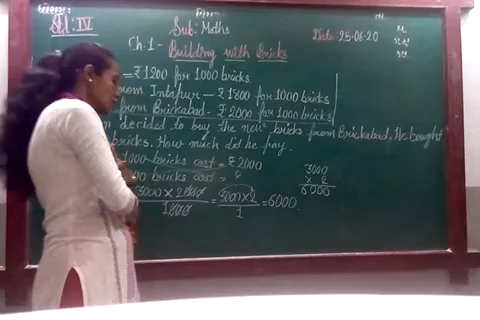 Std: IV
Sub: Maths
Date: 25.06.20
Ch. 1 - Building with Bricks
= ₹ 1200 for 1000 bricks
from Intapur - ₹ 1800 for 1000 bricks
from Brickabad - ₹ 2000 for 1000 bricks
decided to buy the new bricks from Brickabad. He bought
bricks. How much did he pay.
1000 bricks cost = ₹ 2000
bricks cost = ?
3000 × 2000 / 1000 = 3000 × 2 / 1 = 6000
3000
× 2
6000